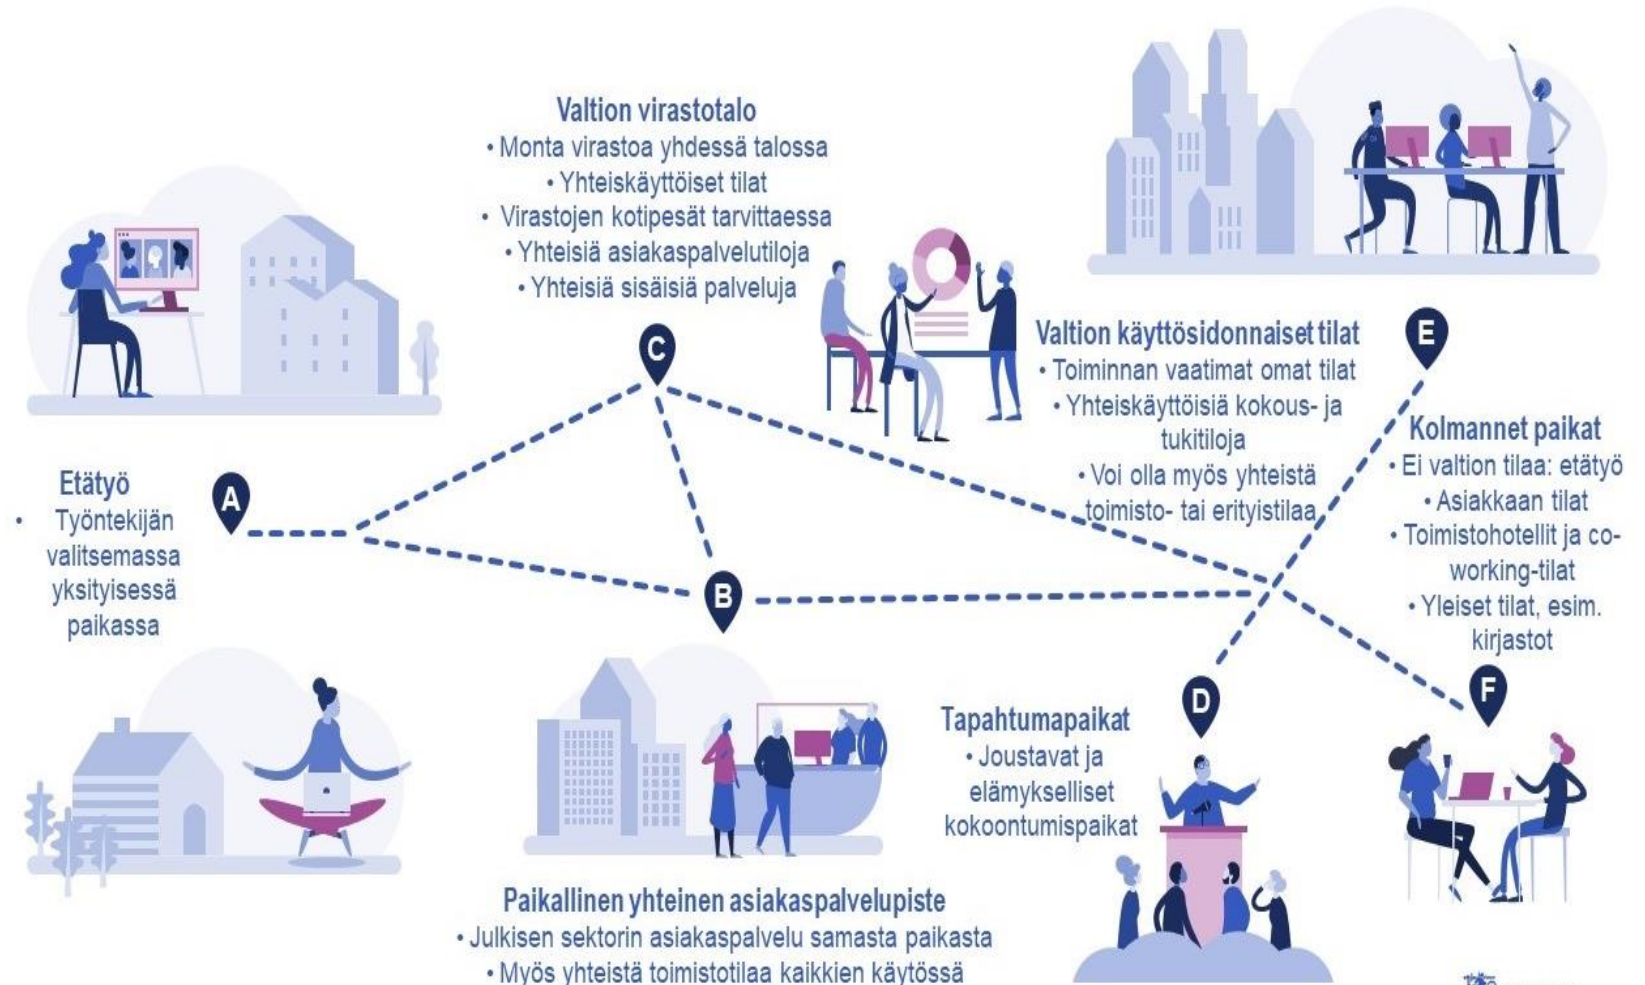 Valtion virastotalo
• Monta virastoa yhdessä talossa
• Yhteiskäyttöiset tilat
• Virastojen kotipesät tarvittaessa
• Yhteisiä asiakaspalvelutiloja
• Yhteisiä sisäisiä palveluja
C
Valtion käyttösidonnaiset tilat
• Toiminnan vaatimat omat tilat
• Yhteiskäyttöisiä kokous- ja
tukitiloja
• Voi olla myös yhteistä
toimisto- tai erityistilaa
E
Kolmannet paikat
• Ei valtion tilaa: etätyö
• Asiakkaan tilat
• Toimistohotellit ja co-
working-tilat
• Yleiset tilat, esim.
kirjastot
F
Etätyö
• Työntekijän
valitsemassa
yksityisessä
paikassa
A
B
Tapahtumapaikat
• Joustavat ja
elämykselliset
kokoontumispaikat
D
Paikallinen yhteinen asiakaspalvelupiste
• Julkisen sektorin asiakaspalvelu samasta paikasta
• Myös yhteistä toimistotilaa kaikkien käytössä